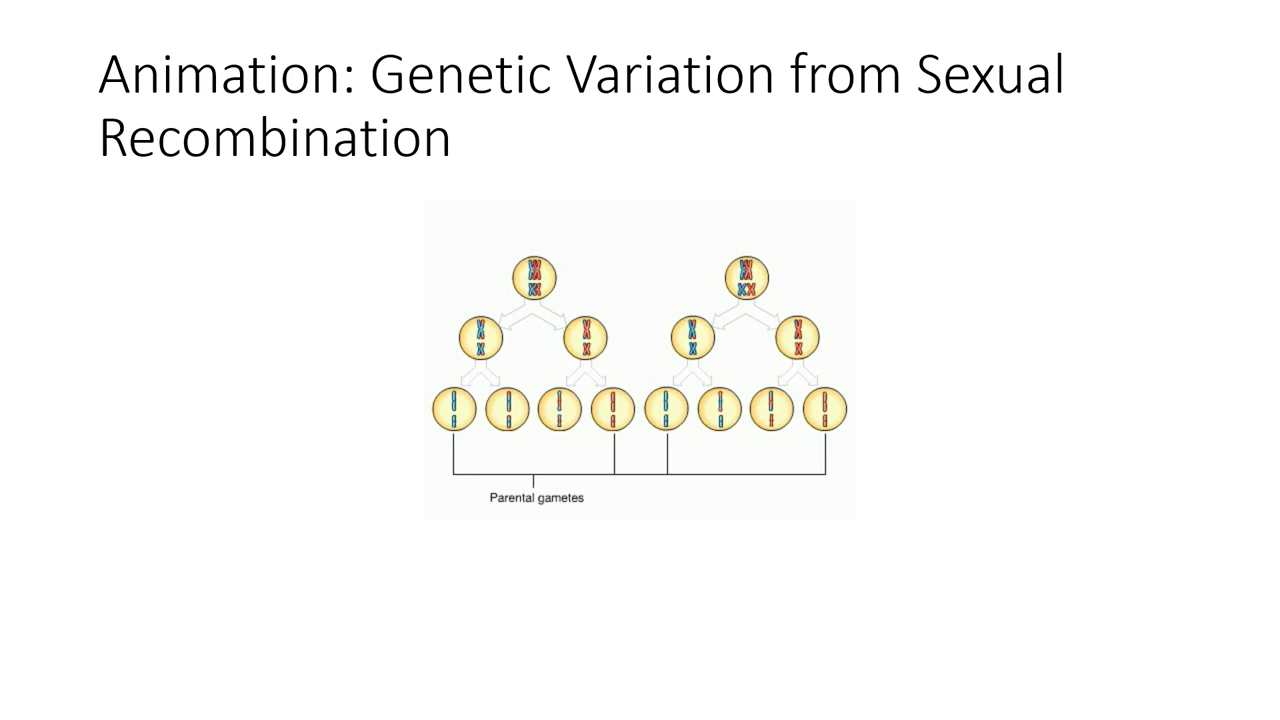 Animation: Genetic Variation from Sexual
Recombination
Parental gametes